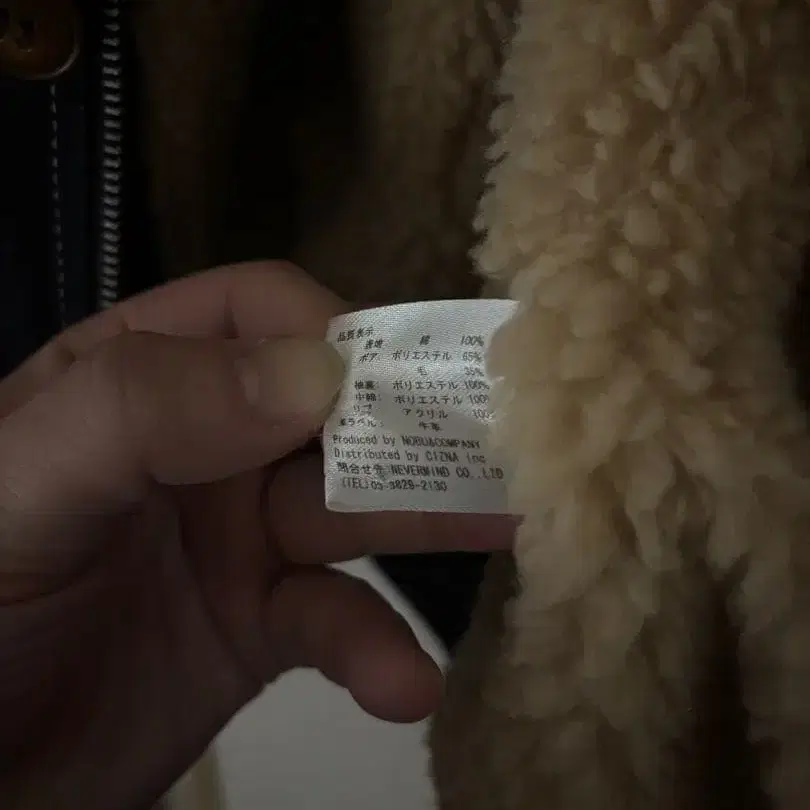 品質表示
表地 綿 100%
ボア: ポリエステル 65%
毛 35%
袖裏: ポリエステル 100%
中綿: ポリエステル 100%
リブ アクリル 100%
革ラベル: 牛革
Produced by NOBU&COMPANY
Distributed by CIZNA inc
問合せ先:NEVERMIND CO.,LTD
(TEL)03-3829-2130